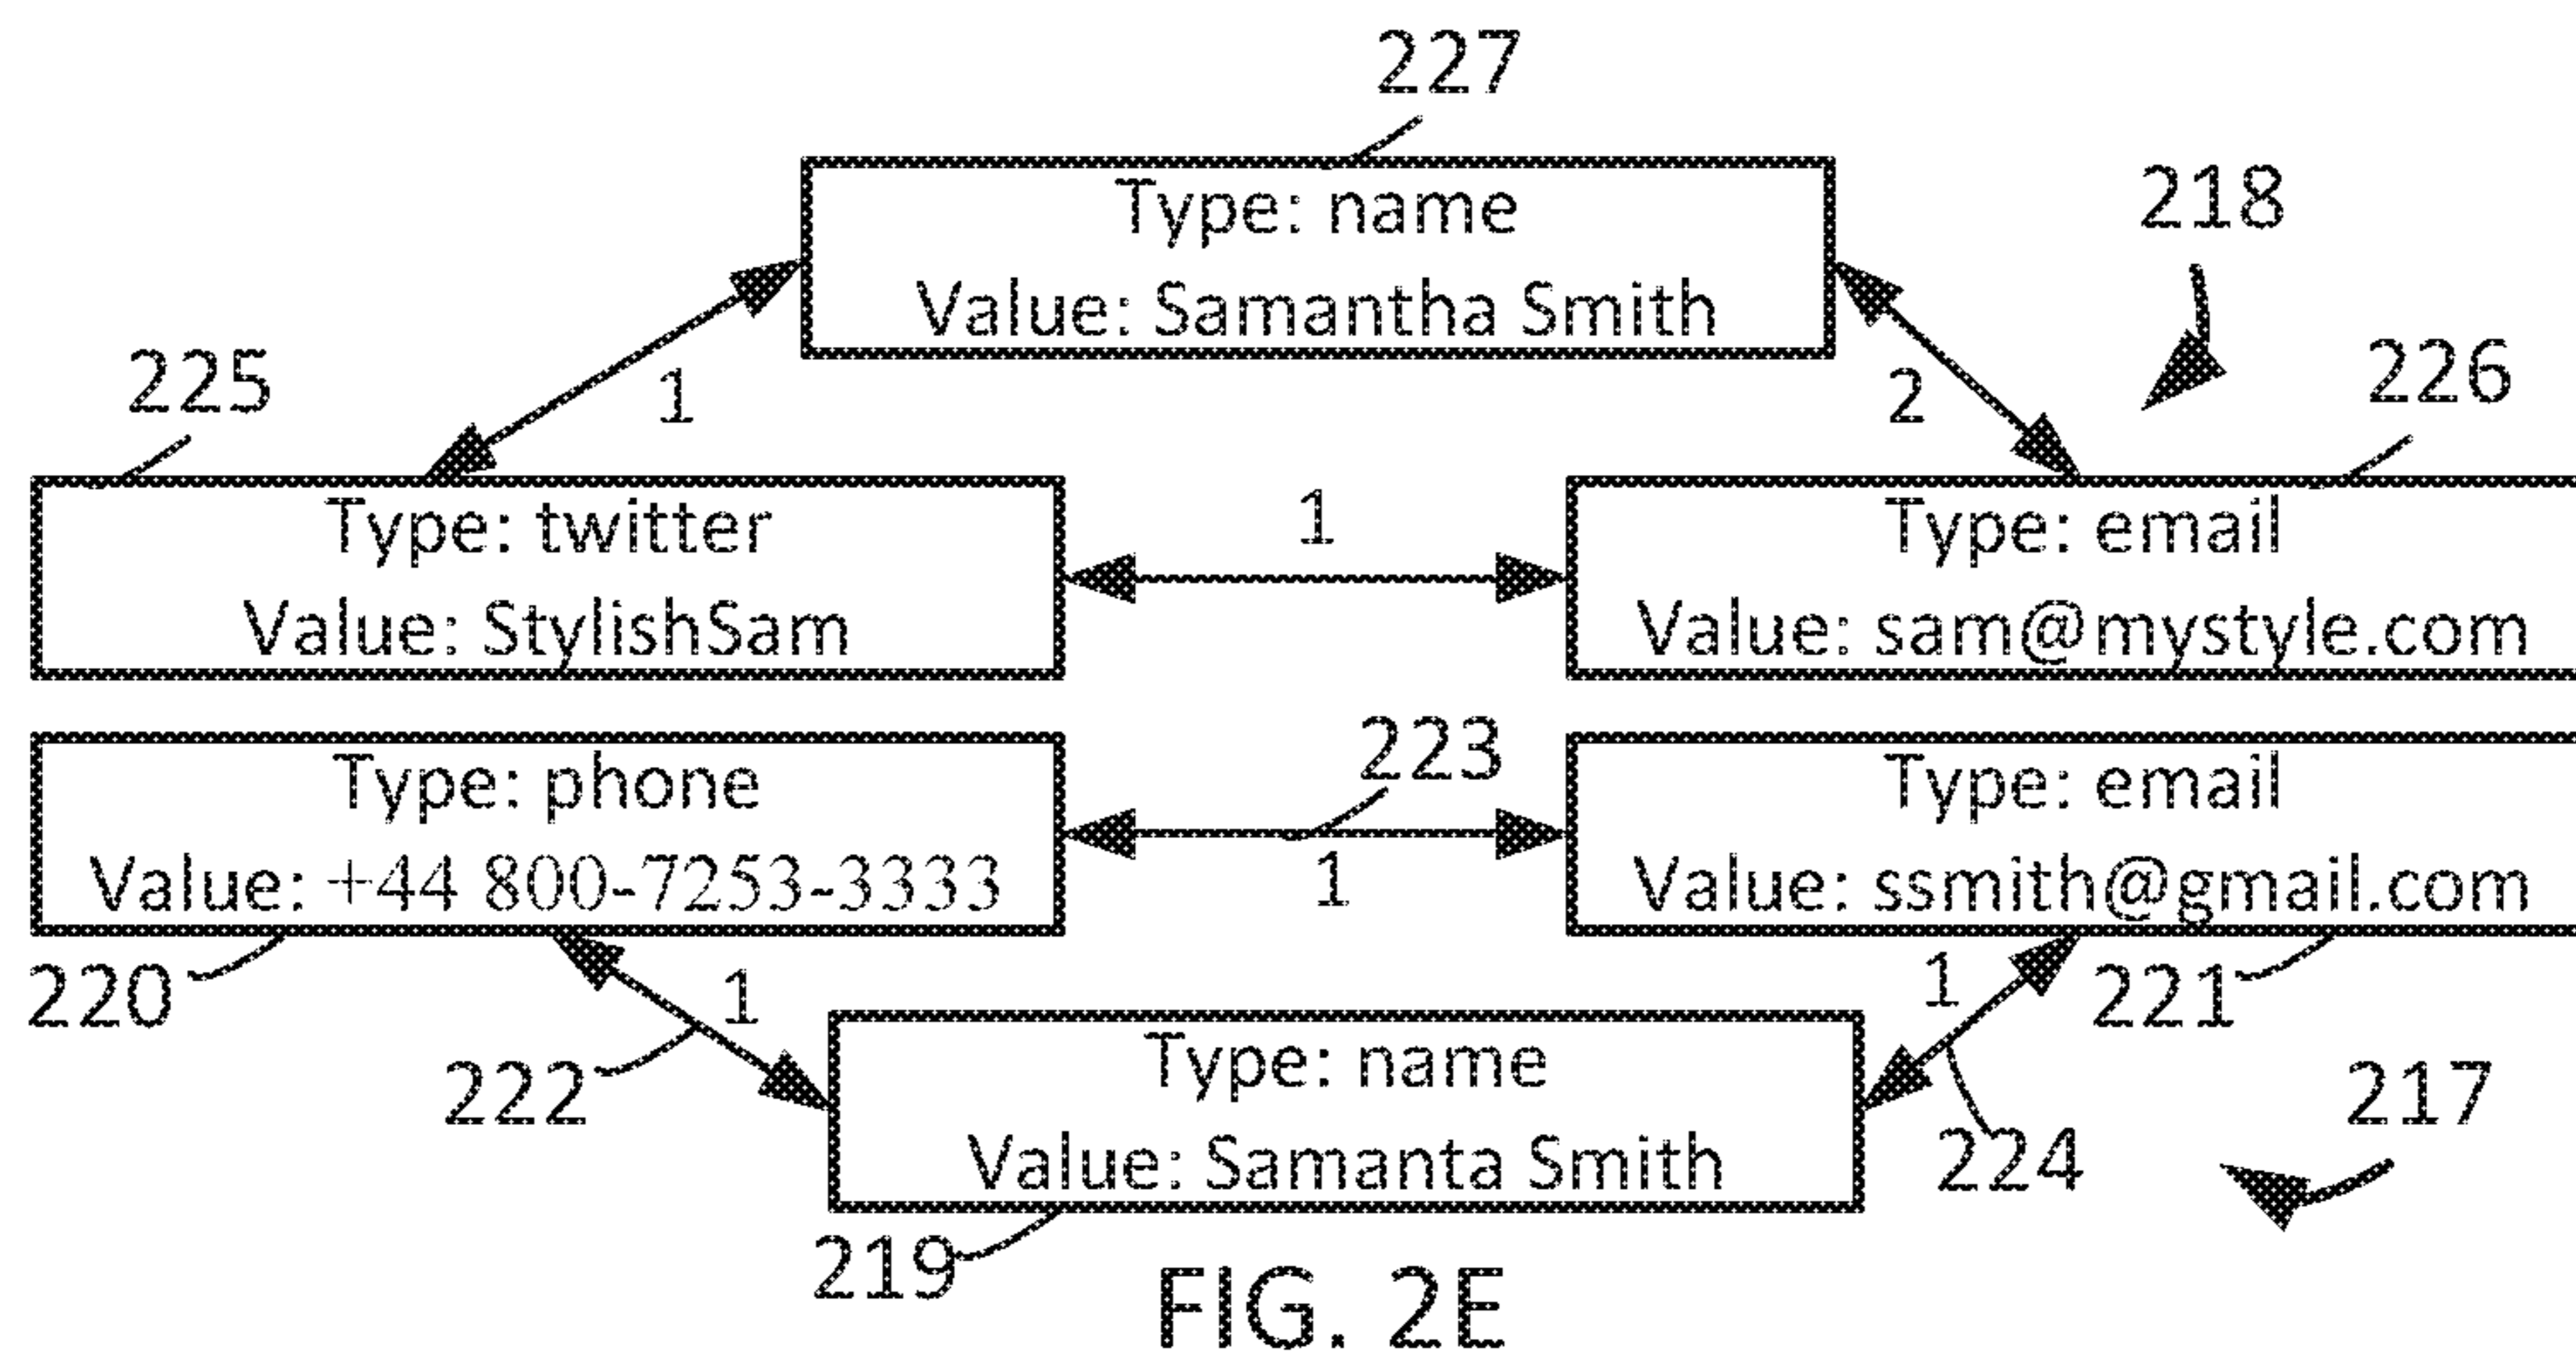 227
Type: name
Value: Samantha Smith
218
225
1
2
226
Type: twitter
Value: StylishSam
1
Type: email
Value: sam@mystyle.com
Type: phone
Value: +44 800-7253-3333
223
1
Type: email
Value: ssmith@gmail.com
220
222
1
1
221
Type: name
Value: Samanta Smith
224
217
219
FIG. 2E